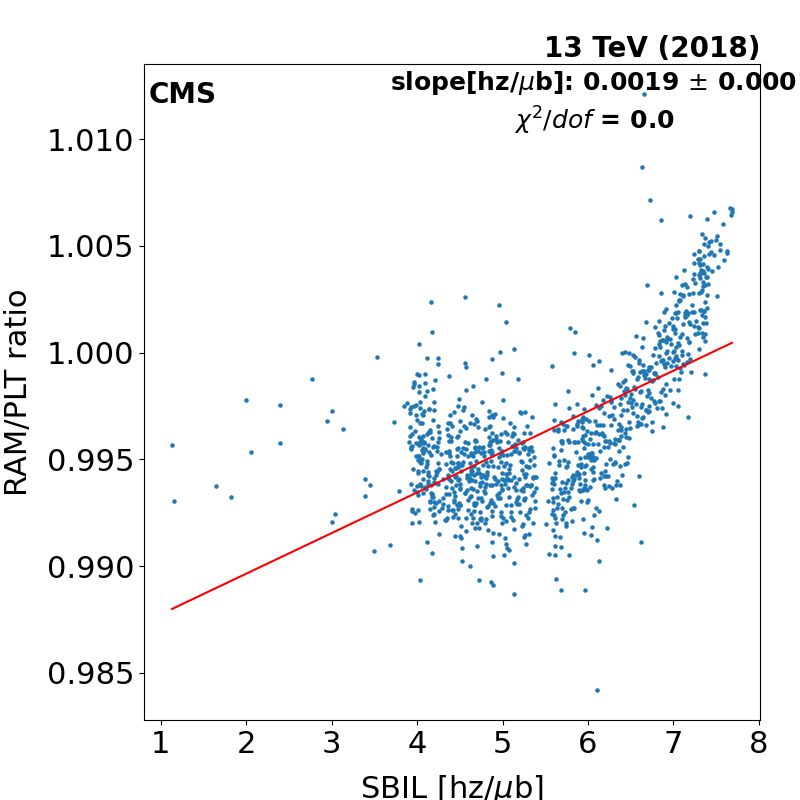 13 TeV (2018)
CMS
slope[hz/μb]: 0.0019 ± 0.000
χ²/dof = 0.0
1.010
1.005
1.000
0.995
0.990
0.985
RAM/PLT ratio
1 2 3 4 5 6 7 8
SBIL [hz/μb]